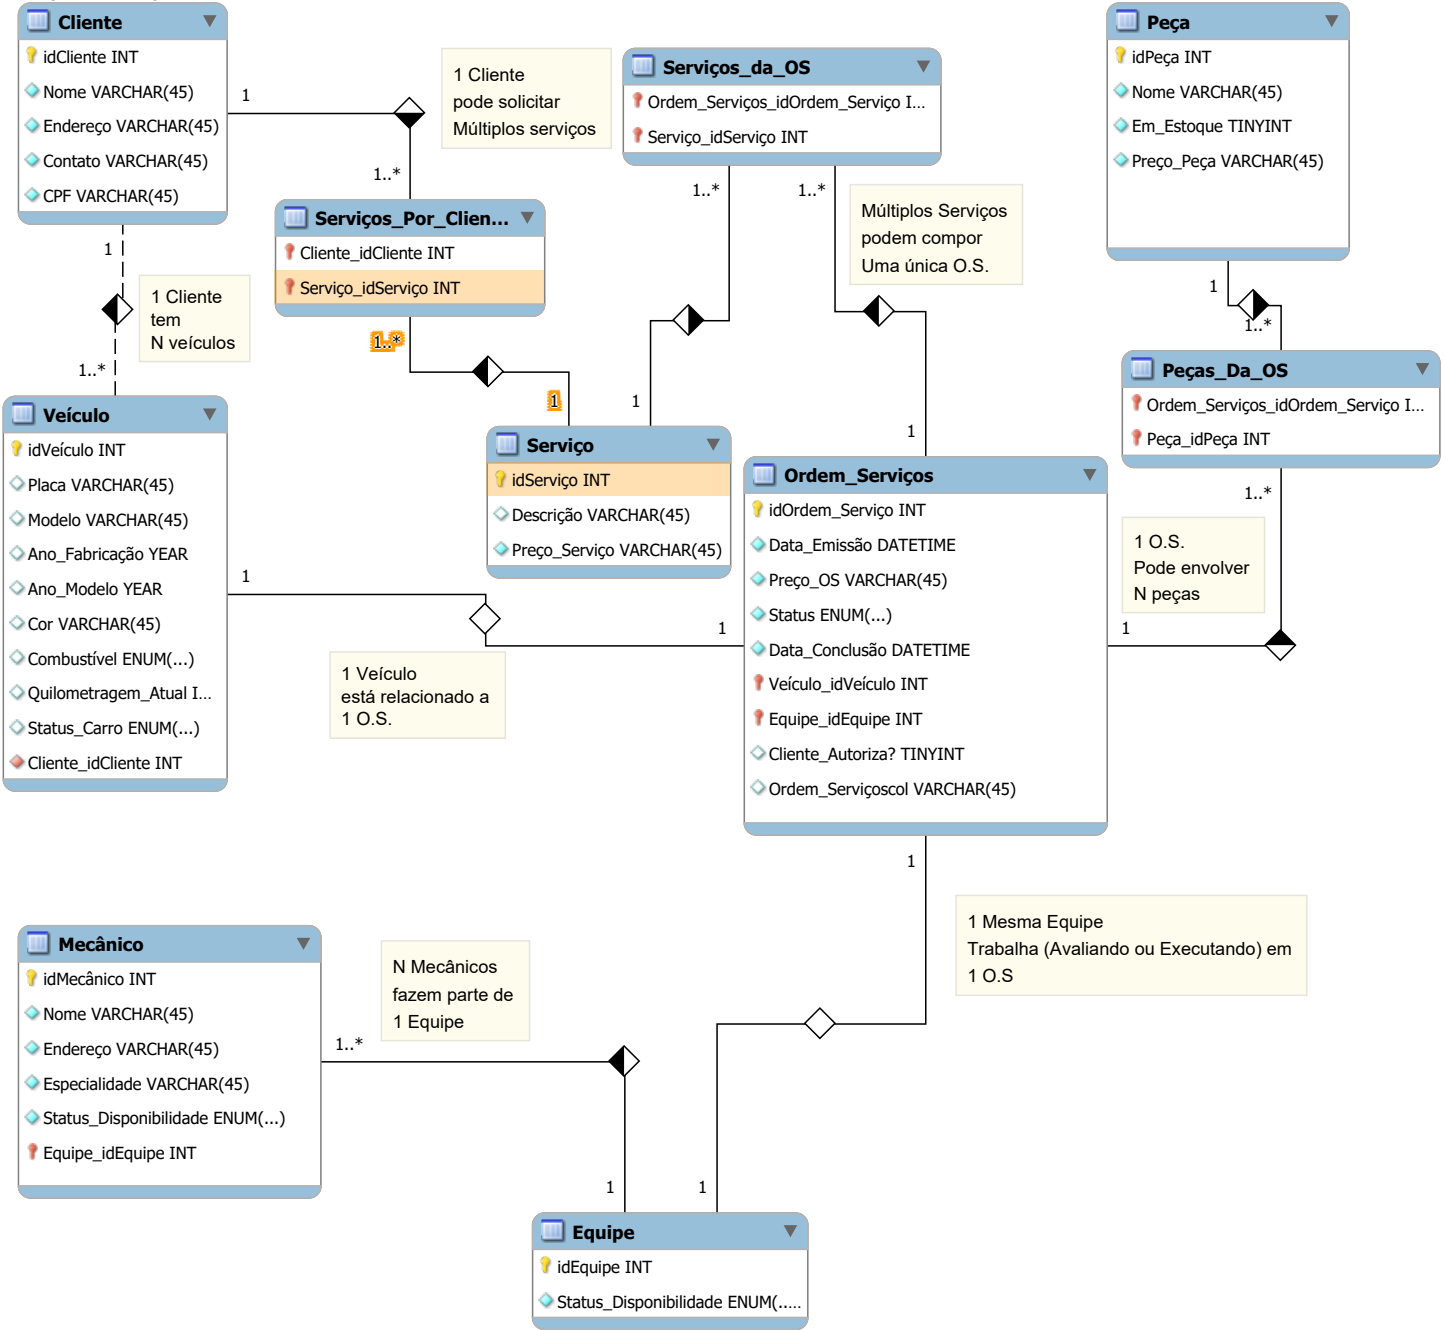 Cliente
idCliente INT
Nome VARCHAR(45)
Endereço VARCHAR(45)
Contato VARCHAR(45)
CPF VARCHAR(45)
1
1..*
1 Cliente
pode solicitar
Múltiplos serviços
Serviços_da_OS
Ordem_Serviços_idOrdem_Serviço I...
Serviço_idServiço INT
Peça
idPeça INT
Nome VARCHAR(45)
Em_Estoque TINYINT
Preço_Peça VARCHAR(45)
Serviços_Por_Clien...
Cliente_idCliente INT
Serviço_idServiço INT
1..*
1
1..*
1..*
1
1
Múltiplos Serviços
podem compor
Uma única O.S.
1
1..*
1
1..*
1 Cliente
tem
N veículos
Peças_Da_OS
Ordem_Serviços_idOrdem_Serviço I...
Peça_idPeça INT
1..*
1
1 O.S.
Pode envolver
N peças
Veículo
idVeículo INT
Placa VARCHAR(45)
Modelo VARCHAR(45)
Ano_Fabricação YEAR
Ano_Modelo YEAR
Cor VARCHAR(45)
Combustível ENUM(...)
Quilometragem_Atual I...
Status_Carro ENUM(...)
Cliente_idCliente INT
Serviço
idServiço INT
Descrição VARCHAR(45)
Preço_Serviço VARCHAR(45)
1
1
1 Veículo
está relacionado a
1 O.S.
Ordem_Serviços
idOrdem_Serviço INT
Data_Emissão DATETIME
Preço_OS VARCHAR(45)
Status ENUM(...)
Data_Conclusão DATETIME
Veículo_idVeículo INT
Equipe_idEquipe INT
Cliente_Autoriza? TINYINT
Ordem_Serviçoscol VARCHAR(45)
1
1
1 Mesma Equipe
Trabalha (Avaliando ou Executando) em
1 O.S
Mecânico
idMecânico INT
Nome VARCHAR(45)
Endereço VARCHAR(45)
Especialidade VARCHAR(45)
Status_Disponibilidade ENUM(...)
Equipe_idEquipe INT
1..*
1
N Mecânicos
fazem parte de
1 Equipe
Equipe
idEquipe INT
Status_Disponibilidade ENUM(.....